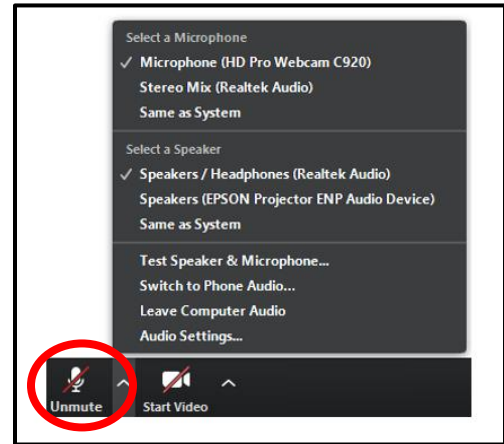 Select a Microphone
Microphone (HD Pro Webcam C920)
Stereo Mix (Realtek Audio)
Same as System
Select a Speaker
Speakers / Headphones (Realtek Audio)
Speakers (EPSON Projector ENP Audio Device)
Same as System
Test Speaker & Microphone...
Switch to Phone Audio...
Leave Computer Audio
Audio Settings...
Unmute
Start Video